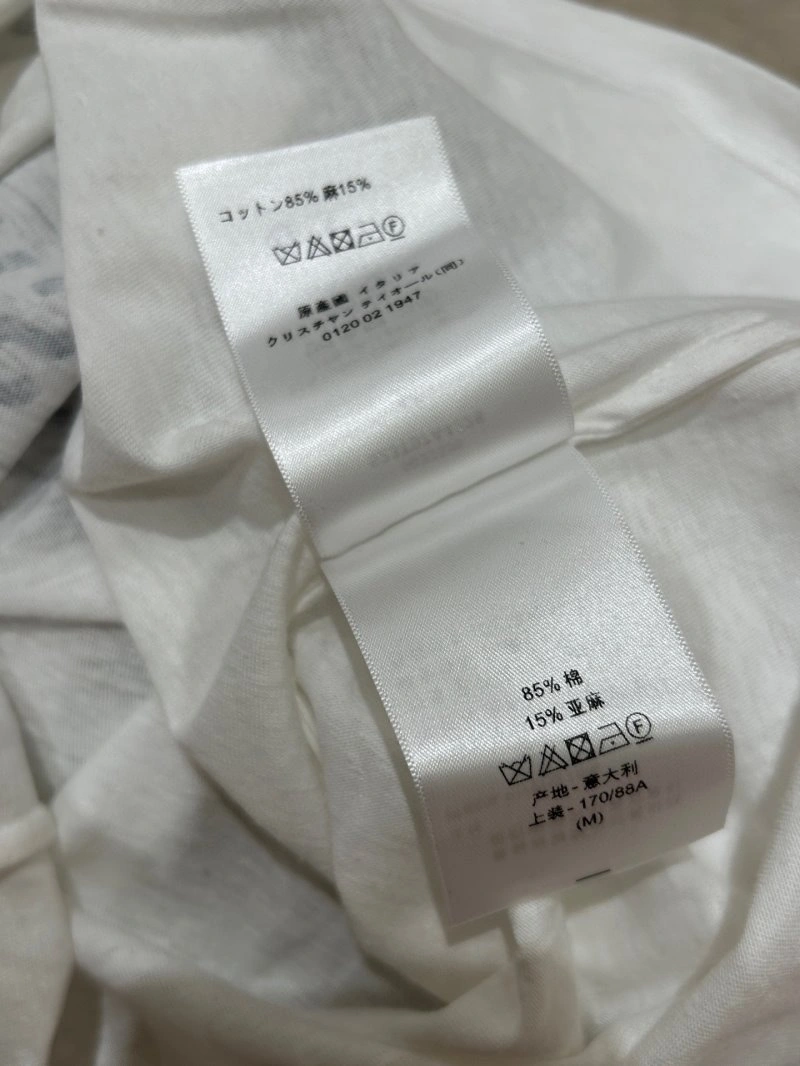 コットン85% 麻15%
F
原産國 イタリア
クリスチャン ディオール(同)
0120 02 1947
85% 棉
15% 亚麻
F
产地 - 意大利
上装 - 170/88A
(M)